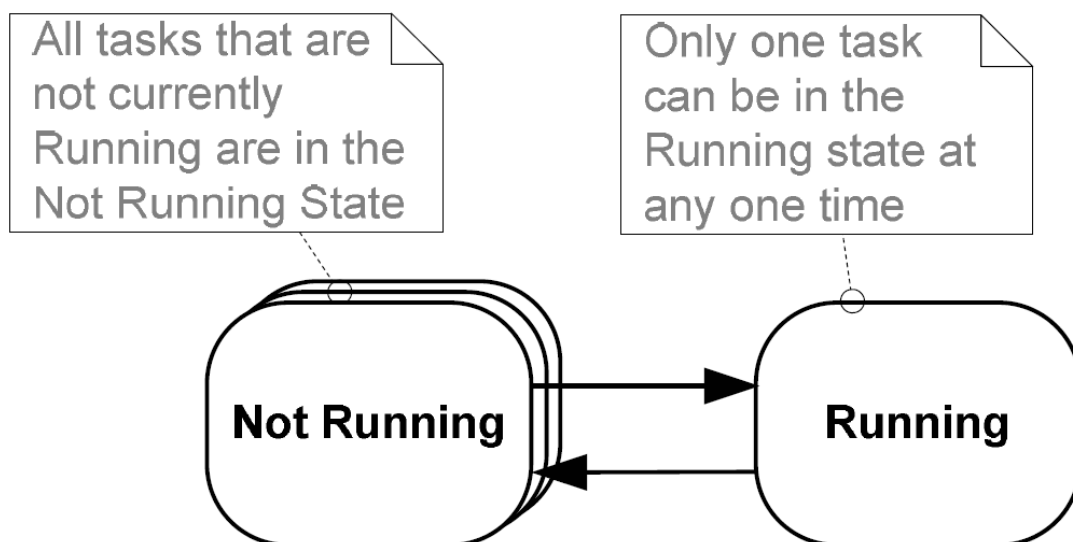 All tasks that are
not currently
Running are in the
Not Running State
Only one task
can be in the
Running state at
any one time
Not Running
Running